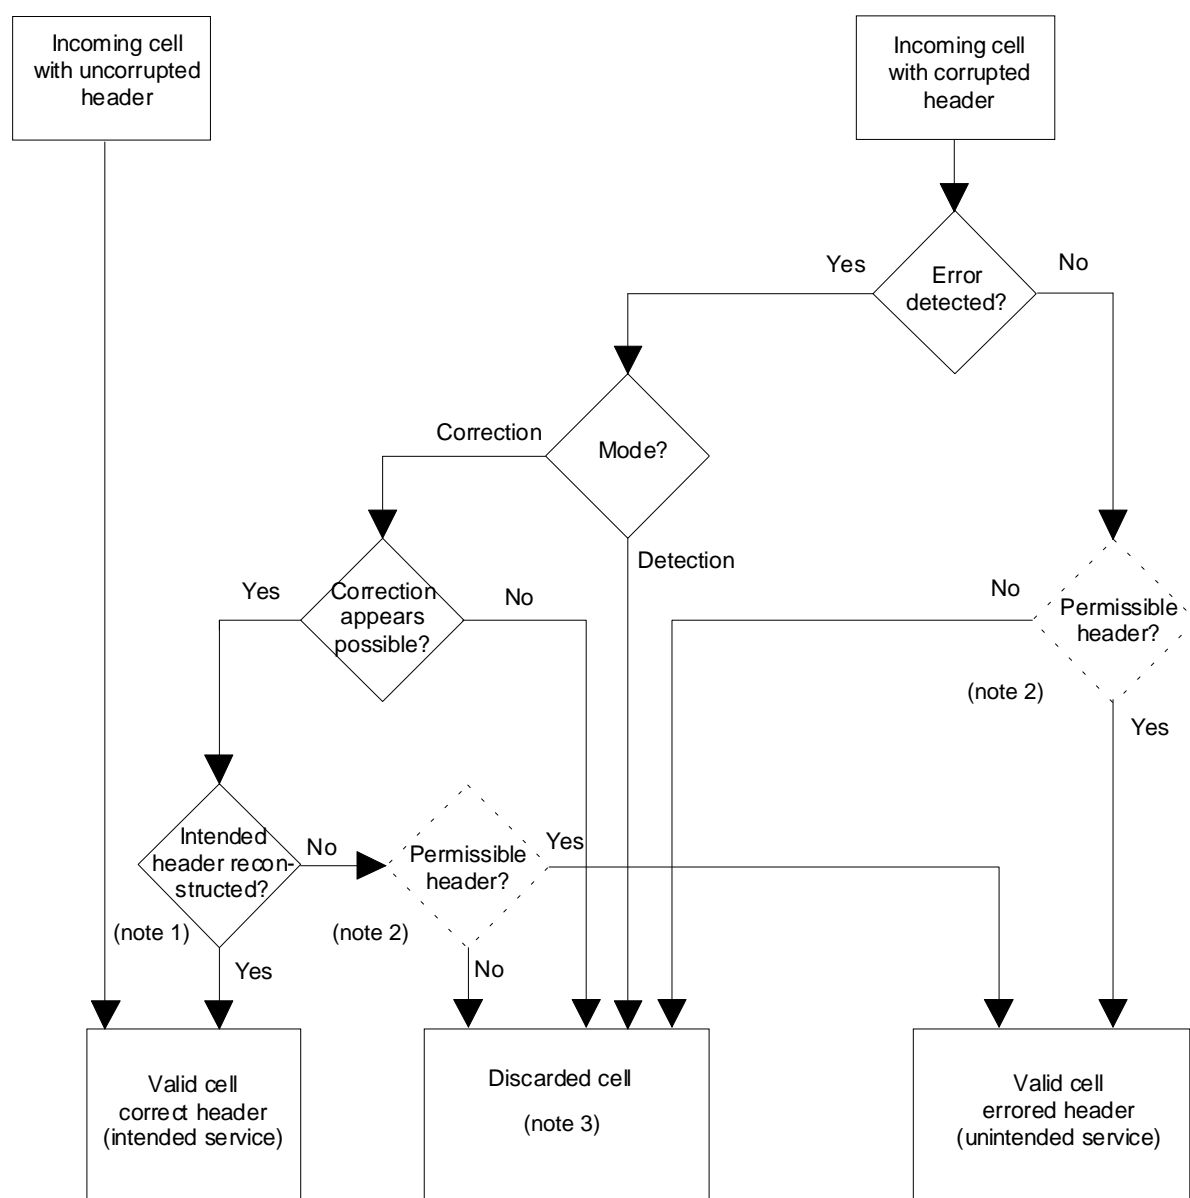 Incoming cell
with uncorrupted
header
Incoming cell
with corrupted
header
Yes
Error
detected?
No
Correction
Mode?
Detection
Yes
Correction
appears
possible?
No
No
Permissible
header?
(note 2)
Yes
Intended
header recon-
structed?
No
Permissible
header?
Yes
(note 1)
(note 2)
Yes
No
Valid cell
correct header
(intended service)
Discarded cell
(note 3)
Valid cell
errored header
(unintended service)